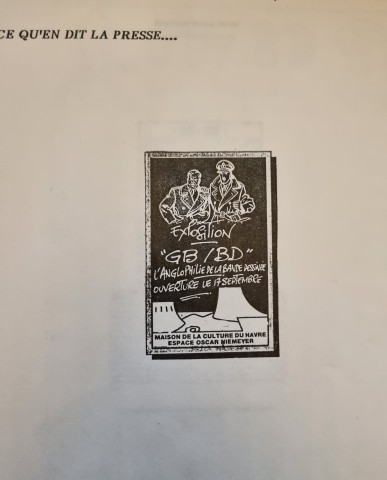 CE QU'EN DIT LA PRESSE....
EXPOSITION
"GB/BD"
L'ANGLOPHILIE DE LA BANDE DESSINÉE
OUVERTURE LE 17 SEPTEMBRE
MAISON DE LA CULTURE DU HAVRE
ESPACE OSCAR NIEMEYER